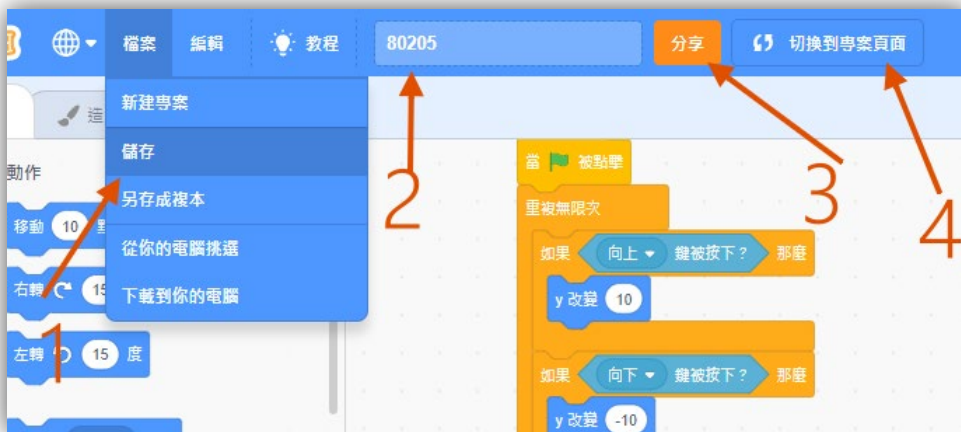 檔案 編輯 教程 80205 分享 切換到專案頁面
新建專案
儲存
另存成複本
從你的電腦挑選
下載到你的電腦
造
動作
移動 10
右轉 15
左轉 15 度
當 被點擊
重複無限次
如果 向上 鍵被按下? 那麼
y 改變 10
如果 向下 鍵被按下? 那麼
y 改變 -10
1
2
3
4